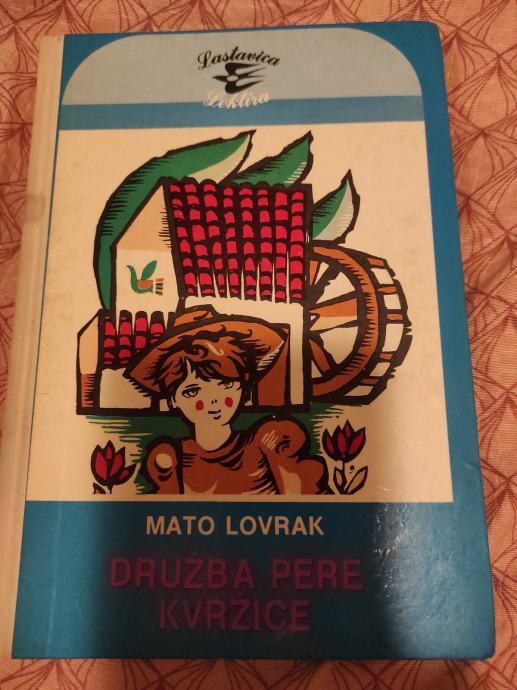 Lastavica
Lektira
MATO LOVRAK
DRUŽBA PERE
KVRŽICE